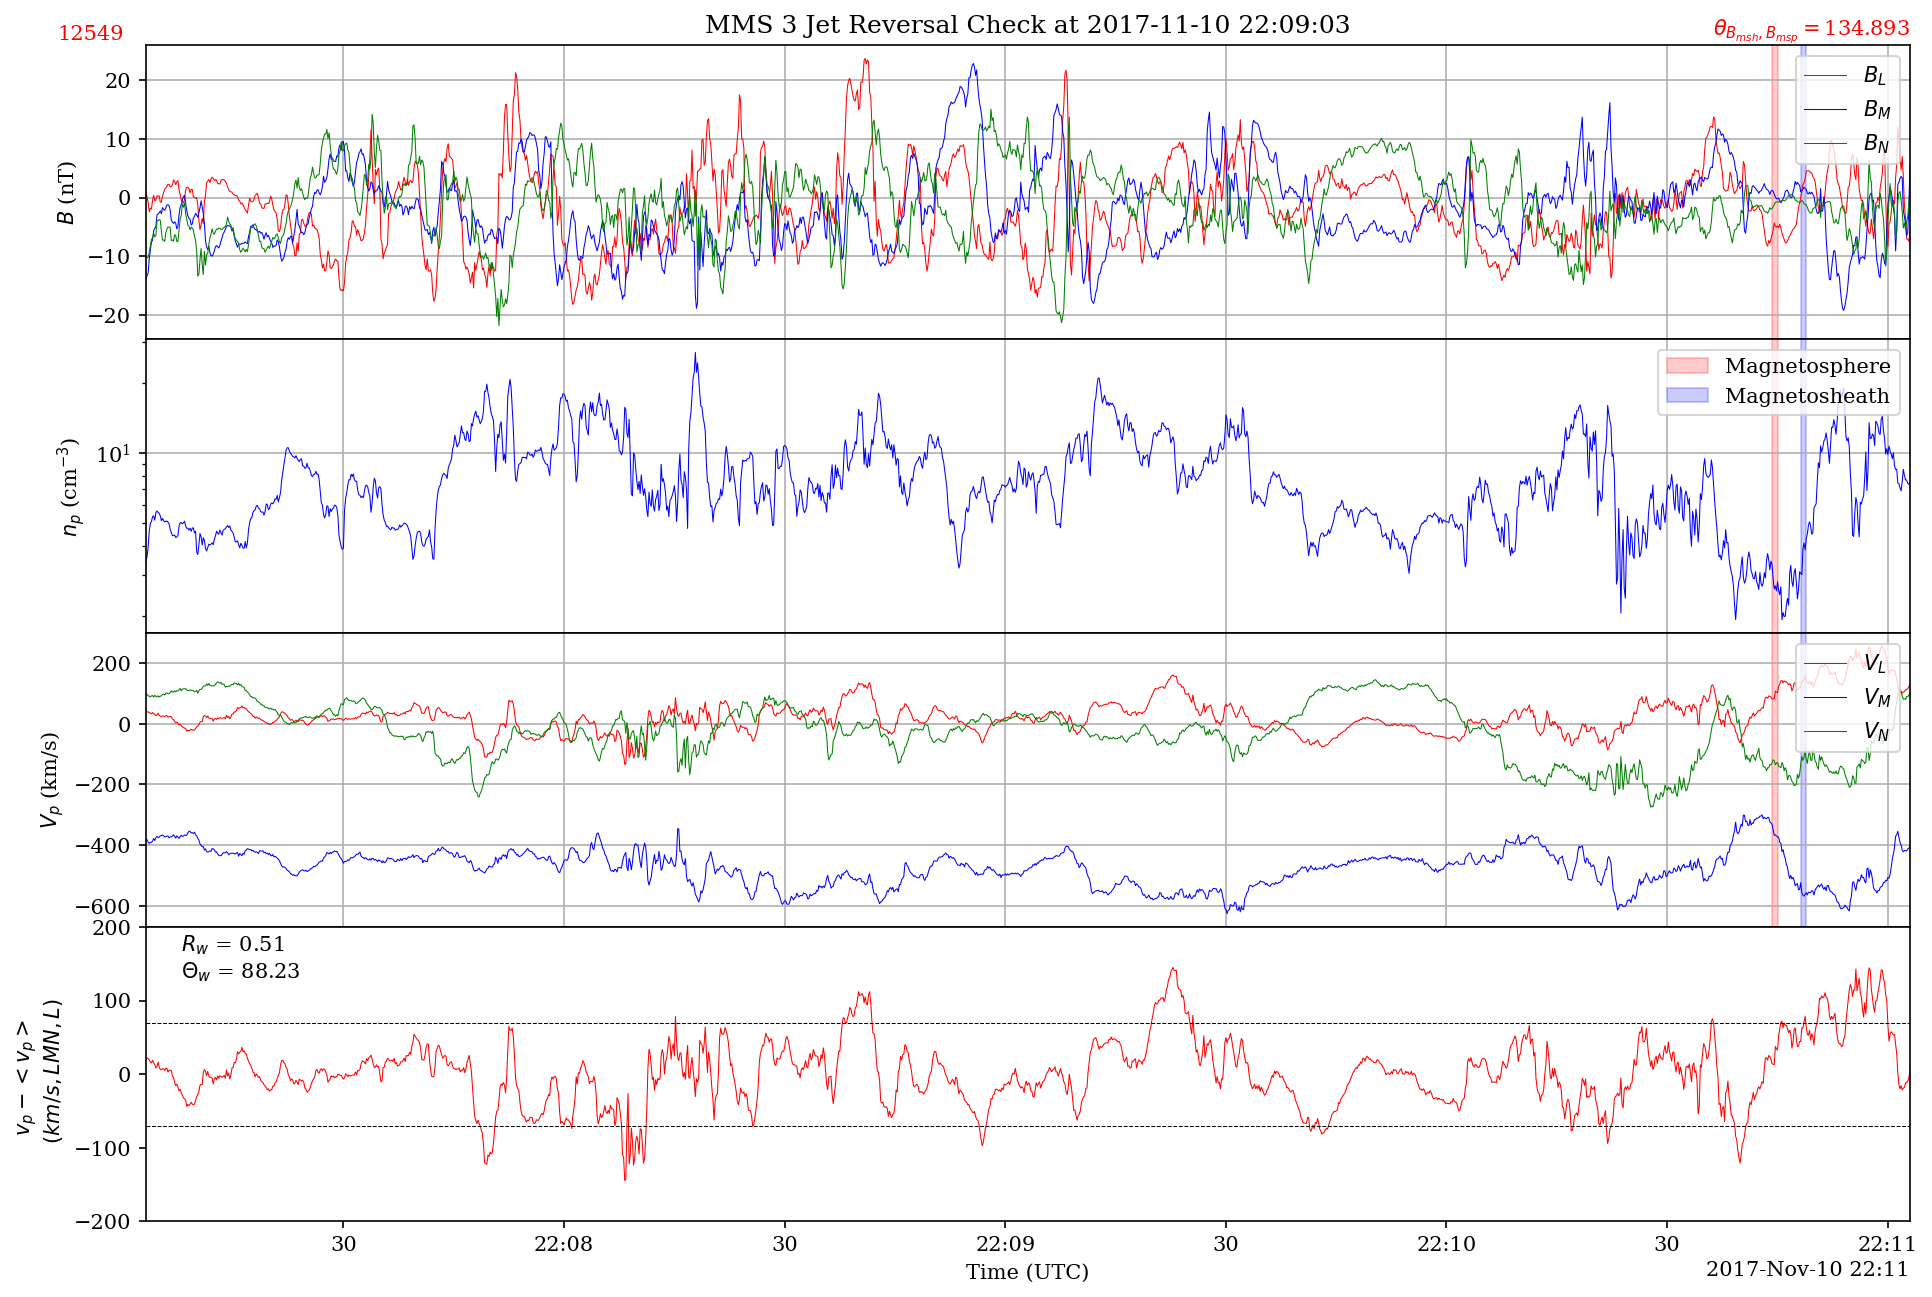 MMS 3 Jet Reversal Check at 2017-11-10 22:09:03
12549
θ_{B_{msh}, B_{msp}} = 134.893
20
10
0
−10
−20
B (nT)
B_L
B_M
B_N
10^1
n_p (cm^{−3})
Magnetosphere
Magnetosheath
200
0
−200
−400
−600
V_p (km/s)
V_L
V_M
V_N
200
100
0
−100
−200
v_p − < v_p >
(km/s, LMN, L)
R_w = 0.51
Θ_w = 88.23
30
22:08
30
22:09
30
22:10
30
22:11
Time (UTC)
2017-Nov-10 22:11